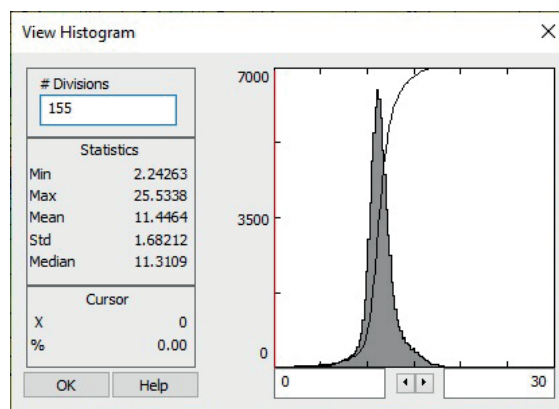 View Histogram
# Divisions
155
Statistics
Min 2.24263
Max 25.5338
Mean 11.4464
Std 1.68212
Median 11.3109
Cursor
X 0
% 0.00
OK Help
7000
3500
0
0 30